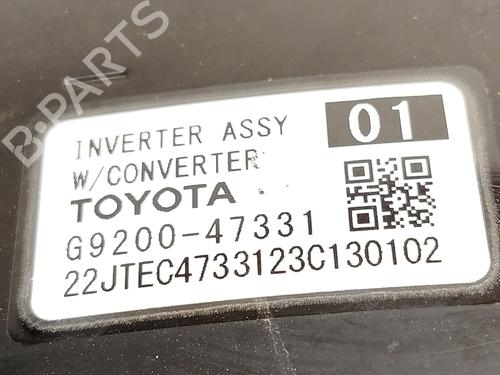 INVERTER ASSY
01
W/CONVERTER
TOYOTA
G9200-47331
22JTEC4733123C130102
B-PARTS